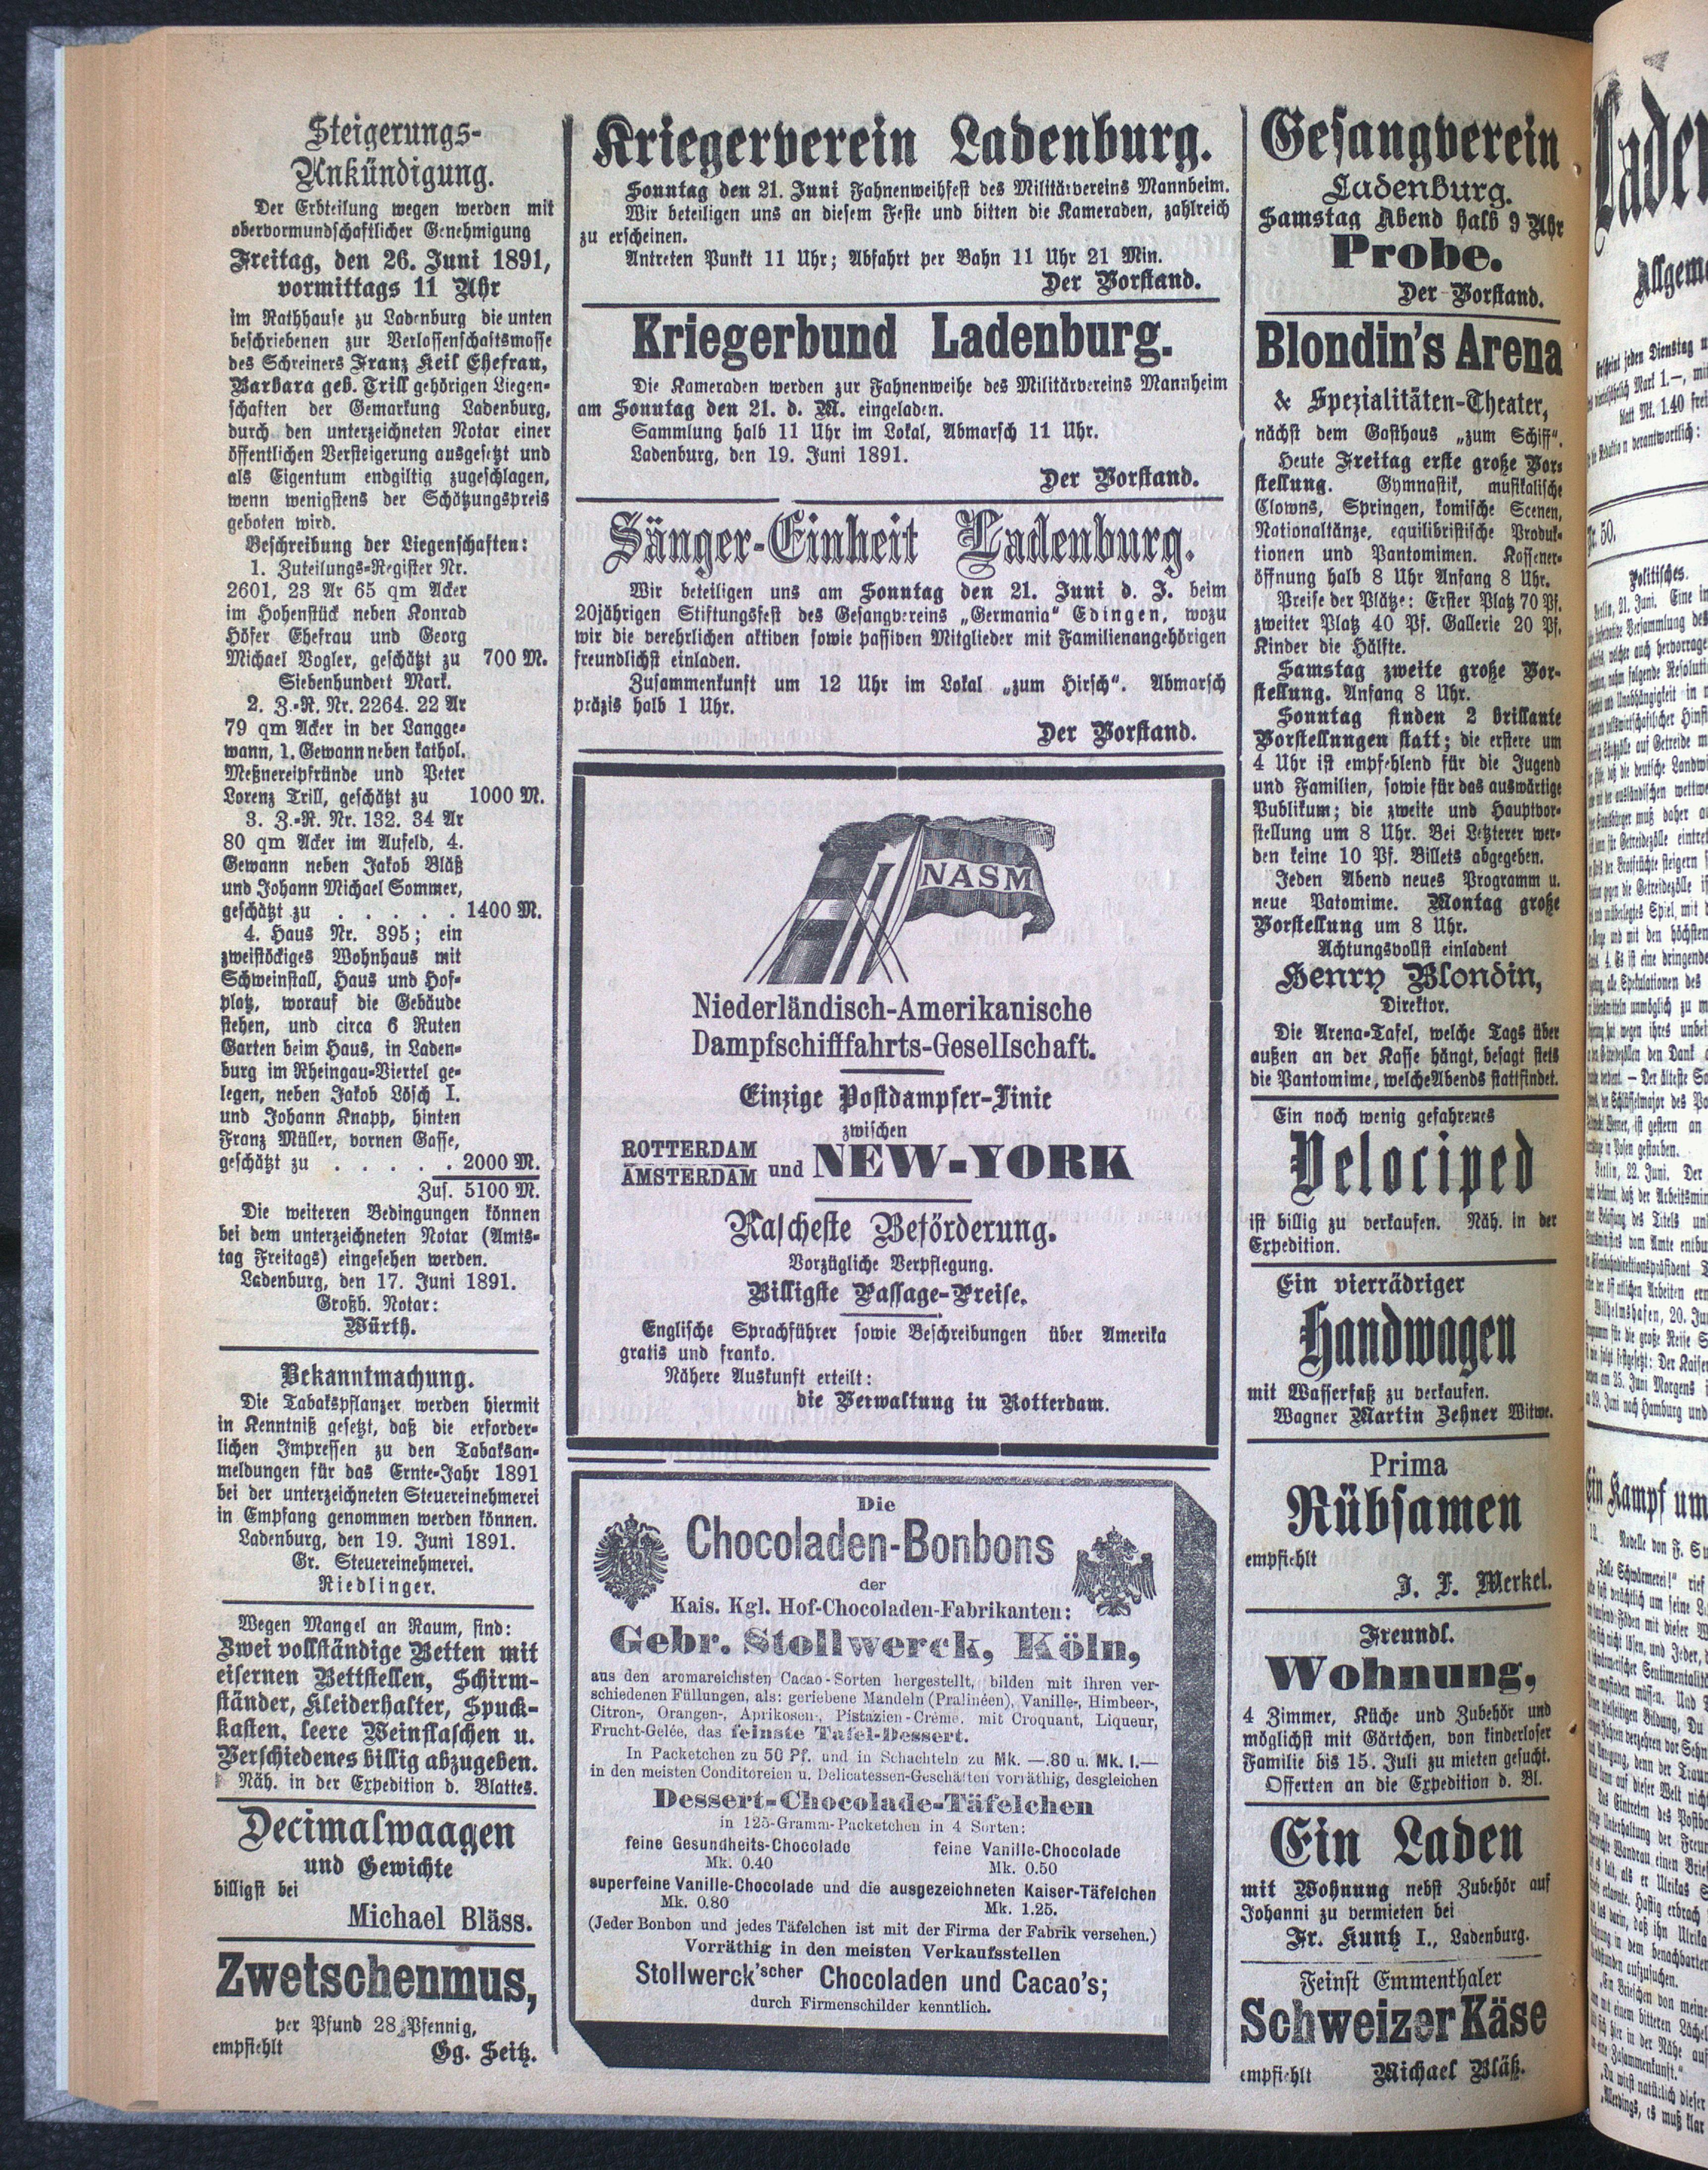 Steigerungs-
Ankündigung.
Der Erbteilung wegen werden mit
obervormundschaftlicher Genehmigung
Freitag, den 26. Juni 1891,
vormittags 11 Uhr
im Rathhause zu Ladenburg die unten
beschriebenen zur Verlassenschaftsmasse
des Schreiners Franz Keil Ehefrau,
Barbara geb. Trill gehörigen Liegen-
schaften der Gemarkung Ladenburg,
durch den unterzeichneten Notar einer
öffentlichen Versteigerung ausgesetzt und
als Eigentum endgiltig zugeschlagen,
wenn wenigstens der Schätzungspreis
geboten wird.
Beschreibung der Liegenschaften:
1. Zuteilungs-Register Nr.
2601, 23 Ar 65 qm Acker
im Hohenstück neben Konrad
Höfer Ehefrau und Georg
Michael Vogler, geschätzt zu 700 M.
Siebenhundert Mark.
2. Z.-R. Nr. 2264. 22 Ar
79 qm Acker in der Langge-
wann, 1. Gewann neben kathol.
Meßnereipfründe und Peter
Lorenz Trill, geschätzt zu 1000 M.
3. Z.-R. Nr. 132. 34 Ar
80 qm Acker im Aufeld, 4.
Gewann neben Jakob Bläß
und Johann Michael Sommer,
geschätzt zu . . . . . 1400 M.
4. Haus Nr. 395; ein
zweistöckiges Wohnhaus mit
Schweinstall, Haus und Hof-
platz, worauf die Gebäude
stehen, und circa 6 Ruten
Garten beim Haus, in Laden-
burg im Rheingau-Viertel ge-
legen, neben Jakob Lösch I.
und Johann Knapp, hinten
Franz Müller, vornen Gasse,
geschätzt zu . . . . . 2000 M.
Zus. 5100 M.
Die weiteren Bedingungen können
bei dem unterzeichneten Notar (Amts-
tag Freitags) eingesehen werden.
Ladenburg, den 17. Juni 1891.
Großh. Notar:
Würth.
Bekanntmachung.
Die Tabakspflanzer werden hiermit
in Kenntniß gesetzt, daß die erforder-
lichen Impressen zu den Tabaksan-
meldungen für das Ernte-Jahr 1891
bei der unterzeichneten Steuereinehmerei
in Empfang genommen werden können.
Ladenburg, den 19. Juni 1891.
Gr. Steuereinehmerei.
Riedlinger.
Wegen Mangel an Raum, sind:
Zwei vollständige Betten mit
eisernen Bettstellen, Schirm-
ständer, Kleiderhalter, Spuck-
kasten, leere Weinflaschen u.
Verschiedenes billig abzugeben.
Näh. in der Expedition d. Blattes.
Decimalwaagen
und Gewichte
billigst bei
Michael Bläss.
Zwetschenmus,
per Pfund 28 Pfennig,
empfiehlt Gg. Seitz.
Kriegerverein Ladenburg.
Sonntag den 21. Juni Fahnenweihfest des Militärvereins Mannheim.
Wir beteiligen uns an diesem Feste und bitten die Kameraden, zahlreich
zu erscheinen.
Antreten Punkt 11 Uhr; Abfahrt per Bahn 11 Uhr 21 Min.
Der Vorstand.
Kriegerbund Ladenburg.
Die Kameraden werden zur Fahnenweihe des Militärvereins Mannheim
am Sonntag den 21. d. M. eingeladen.
Sammlung halb 11 Uhr im Lokal, Abmarsch 11 Uhr.
Ladenburg, den 19. Juni 1891.
Der Vorstand.
Sänger-Einheit Ladenburg.
Wir beteiligen uns am Sonntag den 21. Juni d. J. beim
20jährigen Stiftungsfest des Gesangvereins „Germania“ Edingen, wozu
wir die verehrlichen aktiven sowie passiven Mitglieder mit Familienangehörigen
freundlichst einladen.
Zusammenkunft um 12 Uhr im Lokal „zum Hirsch“. Abmarsch
präzis halb 1 Uhr.
Der Vorstand.
NASM
Niederländisch-Amerikanische
Dampfschifffahrts-Gesellschaft.
Einzige Postdampfer-Linie
zwischen
ROTTERDAM
AMSTERDAM und NEW-YORK
Rascheste Beförderung.
Vorzügliche Verpflegung.
Billigste Passage-Preise.
Englische Sprachführer sowie Beschreibungen über Amerika
gratis und franko.
Nähere Auskunft erteilt:
die Verwaltung in Rotterdam.
Die
Chocoladen-Bonbons
der
Kais. Kgl. Hof-Chocoladen-Fabrikanten:
Gebr. Stollwerck, Köln,
aus den aromareichsten Cacao-Sorten hergestellt, bilden mit ihren ver-
schiedenen Füllungen, als: geriebene Mandeln (Pralinéen), Vanille-, Himbeer-,
Citron-, Orangen-, Aprikosen-, Pistazien-Crême, mit Croquant, Liqueur,
Frucht-Gelée, das feinste Tafel-Dessert.
In Packetchen zu 50 Pf. und in Schachteln zu Mk. —.80 u. Mk. 1.—
in den meisten Conditoreien u. Delicatessen-Geschäften vorräthig, desgleichen
Dessert-Chocolade-Täfelchen
in 125-Gramm-Packetchen in 4 Sorten:
feine Gesundheits-Chocolade feine Vanille-Chocolade
Mk. 0.40 Mk. 0.50
superfeine Vanille-Chocolade und die ausgezeichneten Kaiser-Täfelchen
Mk. 0.80 Mk. 1.25.
(Jeder Bonbon und jedes Täfelchen ist mit der Firma der Fabrik versehen.)
Vorräthig in den meisten Verkaufsstellen
Stollwerck'scher Chocoladen und Cacao's;
durch Firmenschilder kenntlich.
Gesangverein
Ladenburg.
Samstag Abend halb 9 Uhr
Probe.
Der Vorstand.
Blondin's Arena
& Spezialitäten-Theater,
nächst dem Gasthaus „zum Schiff“.
Heute Freitag erste große Vor-
stellung. Gymnastik, musikalische
Clowns, Springen, komische Scenen,
Nationaltänze, equilibristische Produk-
tionen und Pantomimen. Kassener-
öffnung halb 8 Uhr Anfang 8 Uhr.
Preise der Plätze: Erster Platz 70 Pf.
zweiter Platz 40 Pf. Gallerie 20 Pf.
Kinder die Hälfte.
Samstag zweite große Vor-
stellung. Anfang 8 Uhr.
Sonntag finden 2 brillante
Vorstellungen statt; die erstere um
4 Uhr ist empfehlend für die Jugend
und Familien, sowie für das auswärtige
Publikum; die zweite und Hauptvor-
stellung um 8 Uhr. Bei Letzterer wer-
den keine 10 Pf. Billets abgegeben.
Jeden Abend neues Programm u.
neue Patomime. Montag große
Vorstellung um 8 Uhr.
Achtungsvollst einladent
Henry Blondin,
Direktor.
Die Arena-Tafel, welche Tags über
außen an der Kasse hängt, besagt stets
die Pantomime, welche Abends stattfindet.
Ein noch wenig gefahrenes
Velociped
ist billig zu verkaufen. Näh. in der
Expedition.
Ein vierrädriger
Handwagen
mit Wasserfaß zu verkaufen.
Wagner Martin Zehner Witwe.
Prima
Rübsamen
empfiehlt
J. F. Merkel.
Freundl.
Wohnung,
4 Zimmer, Küche und Zubehör und
möglichst mit Gärtchen, von kinderloser
Familie bis 15. Juli zu mieten gesucht.
Offerten an die Expedition d. Bl.
Ein Laden
mit Wohnung nebst Zubehör auf
Johanni zu vermieten bei
Fr. Kuntz I., Ladenburg.
Feinst Emmenthaler
Schweizer Käse
empfiehlt Michael Bläß.
Nr. 50.
Politisches.
Berlin, 21. Juni. Eine
Berlin, 22. Juni. Der
Wilhelmshafen, 20.
Ein Kampf um